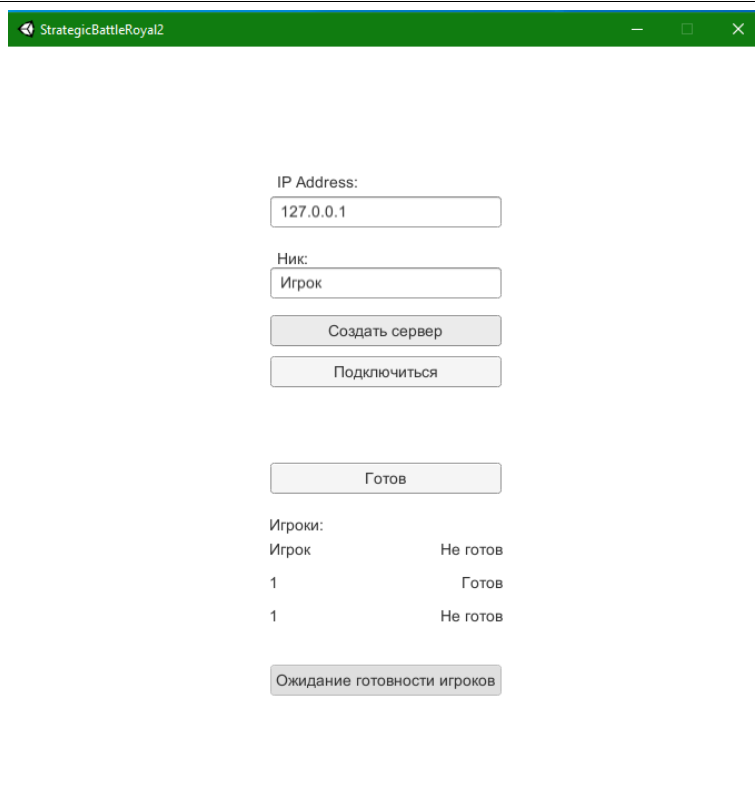 StrategicBattleRoyal2
IP Address:
127.0.0.1
Ник:
Игрок
Создать сервер
Подключиться
Готов
Игроки:
Игрок Не готов
1 Готов
1 Не готов
Ожидание готовности игроков